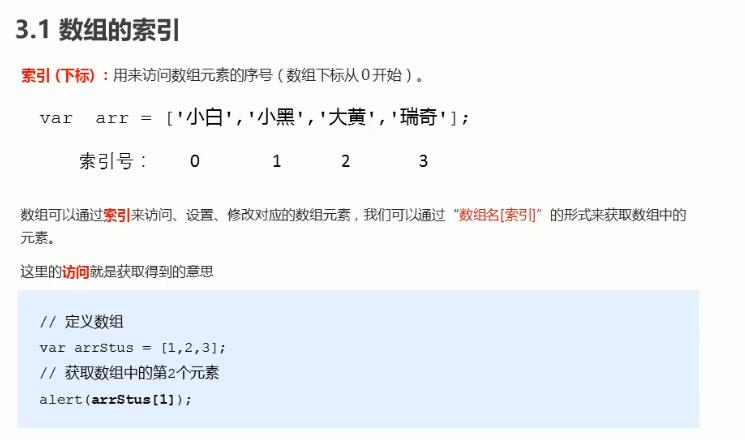 3.1 数组的索引
索引 (下标) ：用来访问数组元素的序号（数组下标从 0 开始）。
var arr = ['小白','小黑','大黄','瑞奇'];
索引号： 0 1 2 3
数组可以通过索引来访问、设置、修改对应的数组元素，我们可以通过“数组名[索引]”的形式来获取数组中的
元素。
这里的访问就是获取得到的意思
// 定义数组
var arrStus = [1,2,3];
// 获取数组中的第2个元素
alert(arrStus[1]);